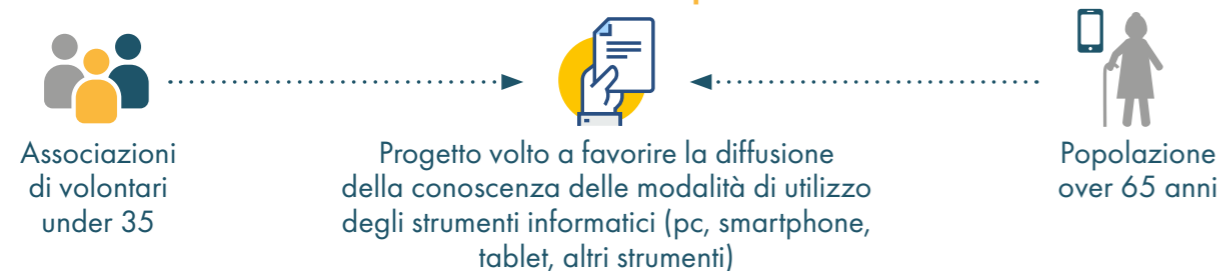 Associazioni
di volontari
under 35
Progetto volto a favorire la diffusione
della conoscenza delle modalità di utilizzo
degli strumenti informatici (pc, smartphone,
tablet, altri strumenti)
Popolazione
over 65 anni